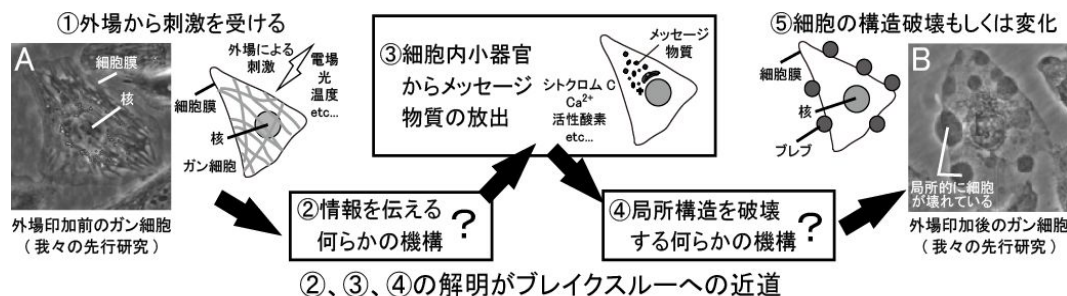 ①外場から刺激を受ける
A
細胞膜
核
外場印加前のガン細胞
(我々の先行研究)
外場による
刺激
電場
光
温度
etc...
細胞膜
核
ガン細胞
②情報を伝える
何らかの機構
?
③細胞内小器官
からメッセージ
物質の放出
メッセージ
物質
シトクロム C
Ca²⁺
活性酸素
etc...
④局所構造を破壊
する何らかの機構
?
⑤細胞の構造破壊もしくは変化
細胞膜
核
ブレブ
B
局所的に細胞
が壊れている
外場印加後のガン細胞
(我々の先行研究)
②、③、④の解明がブレイクスルーへの近道